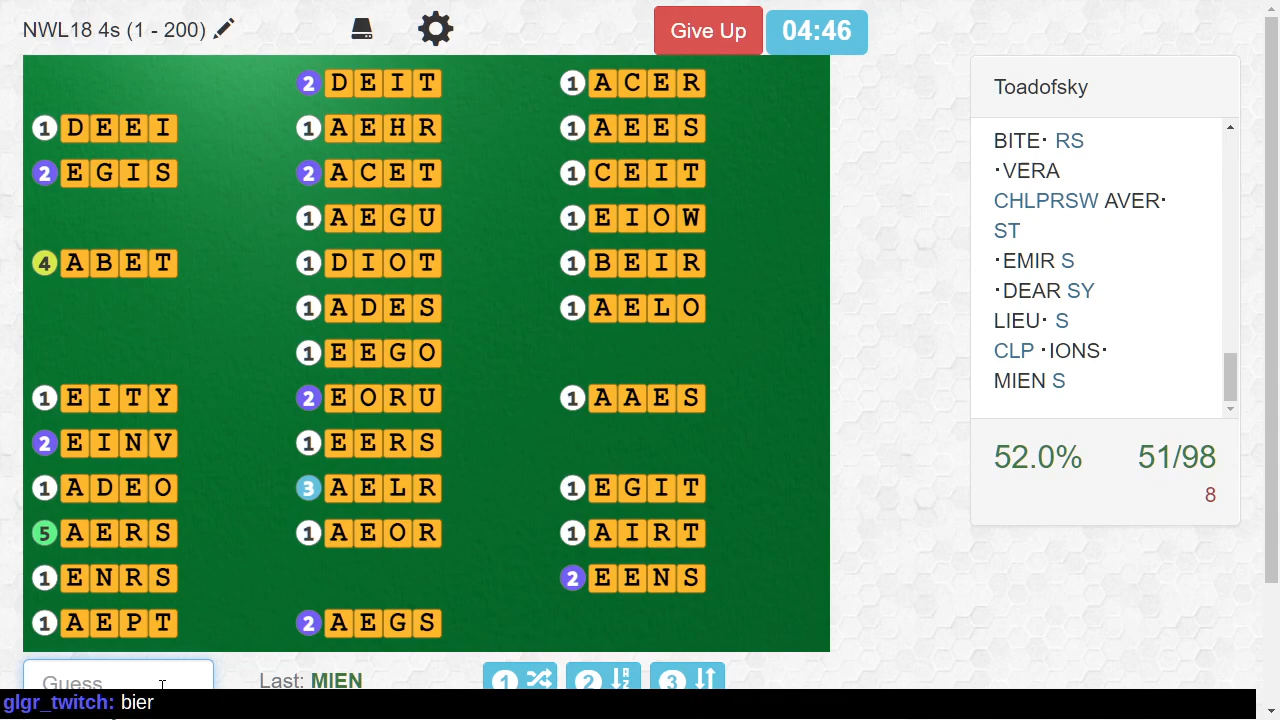 NWL18 4s (1 - 200) Give Up 04:46
2 DEIT 1 ACER
1 DEEI 1 AEHR 1 AEES
2 EGIS 2 ACET 1 CEIT
1 AEGU 1 EIOW
4 ABET 1 DIOT 1 BEIR
1 ADES 1 AELO
1 EEGO
1 EITY 2 EORU 1 AAES
2 EINV 1 EERS
1 ADEO 3 AELR 1 EGIT
5 AERS 1 AEOR 1 AIRT
1 ENRS 2 EENS
1 AEPT 2 AEGS
Toadofsky
BITE· RS
·VERA
CHLPRSW AVER·
ST
·EMIR S
·DEAR SY
LIEU· S
CLP ·IONS·
MIEN S
52.0% 51/98
8
Guess Last: MIEN 1 2 3
glgr_twitch: bier